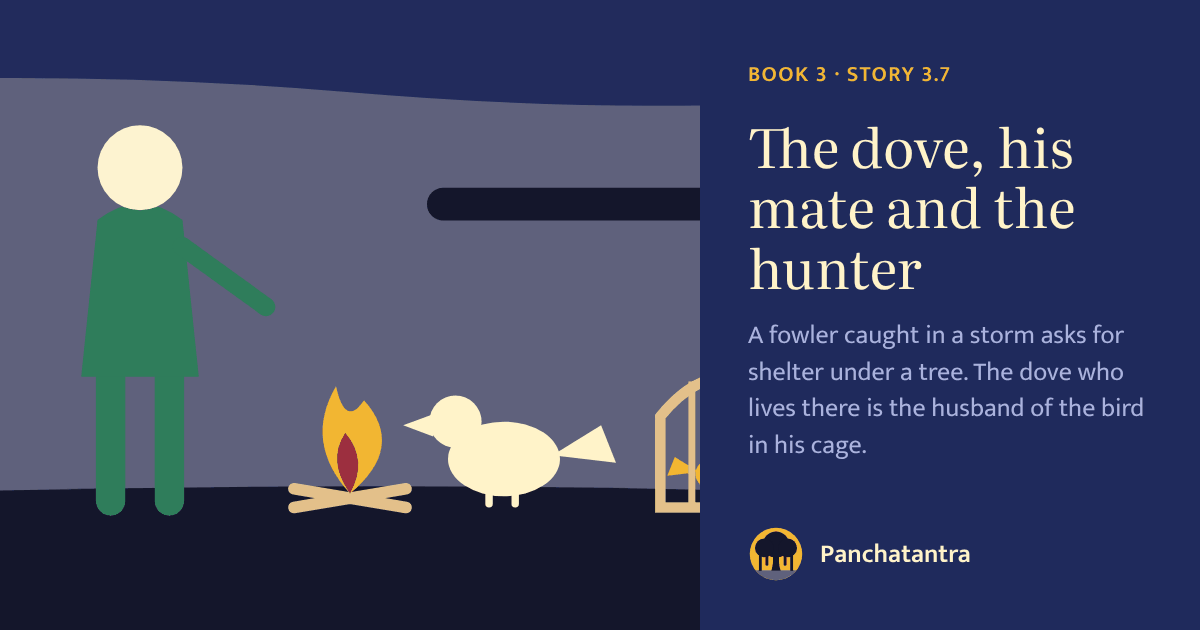 BOOK 3 · STORY 3.7
The dove, his
mate and the
hunter
A fowler caught in a storm asks for
shelter under a tree. The dove who
lives there is the husband of the bird
in his cage.
Panchatantra